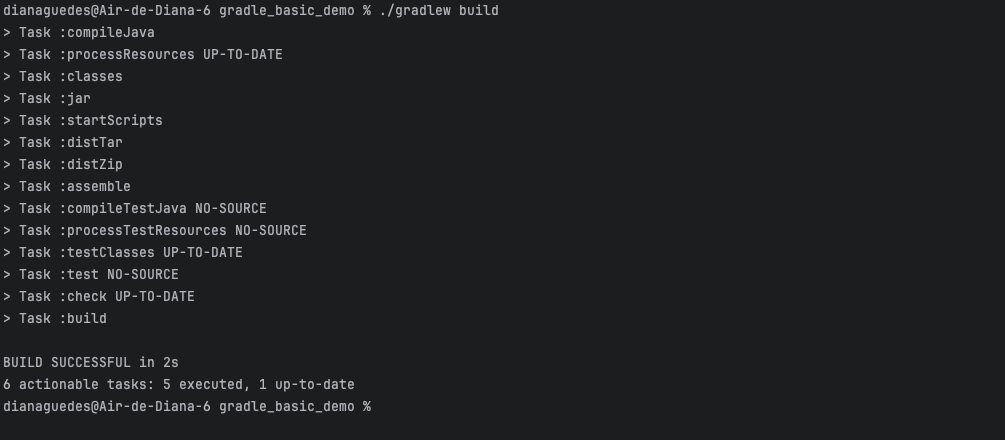 dianaguedes@Air-de-Diana-6 gradle_basic_demo % ./gradlew build
> Task :compileJava
> Task :processResources UP-TO-DATE
> Task :classes
> Task :jar
> Task :startScripts
> Task :distTar
> Task :distZip
> Task :assemble
> Task :compileTestJava NO-SOURCE
> Task :processTestResources NO-SOURCE
> Task :testClasses UP-TO-DATE
> Task :test NO-SOURCE
> Task :check UP-TO-DATE
> Task :build
BUILD SUCCESSFUL in 2s
6 actionable tasks: 5 executed, 1 up-to-date
dianaguedes@Air-de-Diana-6 gradle_basic_demo %